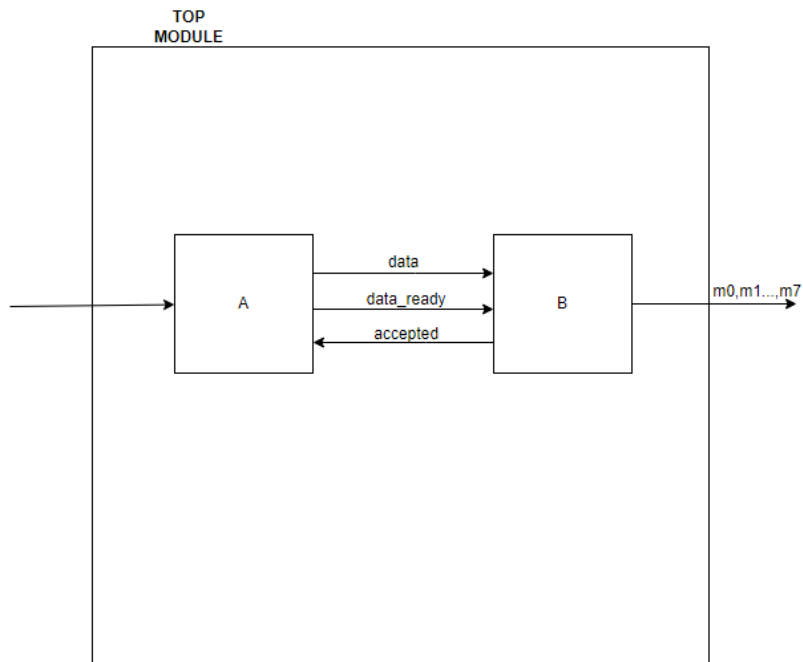 TOP
MODULE
data
A
data_ready
B
m0,m1...,m7
accepted